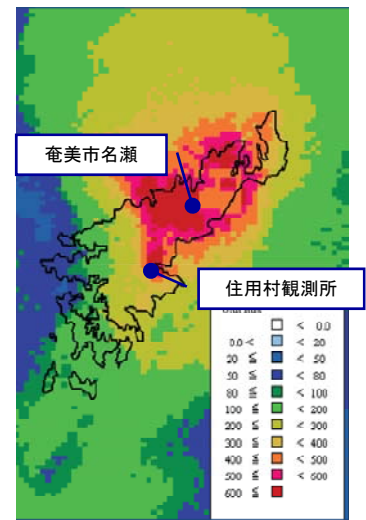 奄美市名瀬
住用村観測所
< 0.0
0.0 < < 20
20 ≦ < 50
50 ≦ < 80
80 ≦ < 100
100 ≦ < 200
200 ≦ < 300
300 ≦ < 400
400 ≦ < 500
500 ≦ < 600
600 ≦